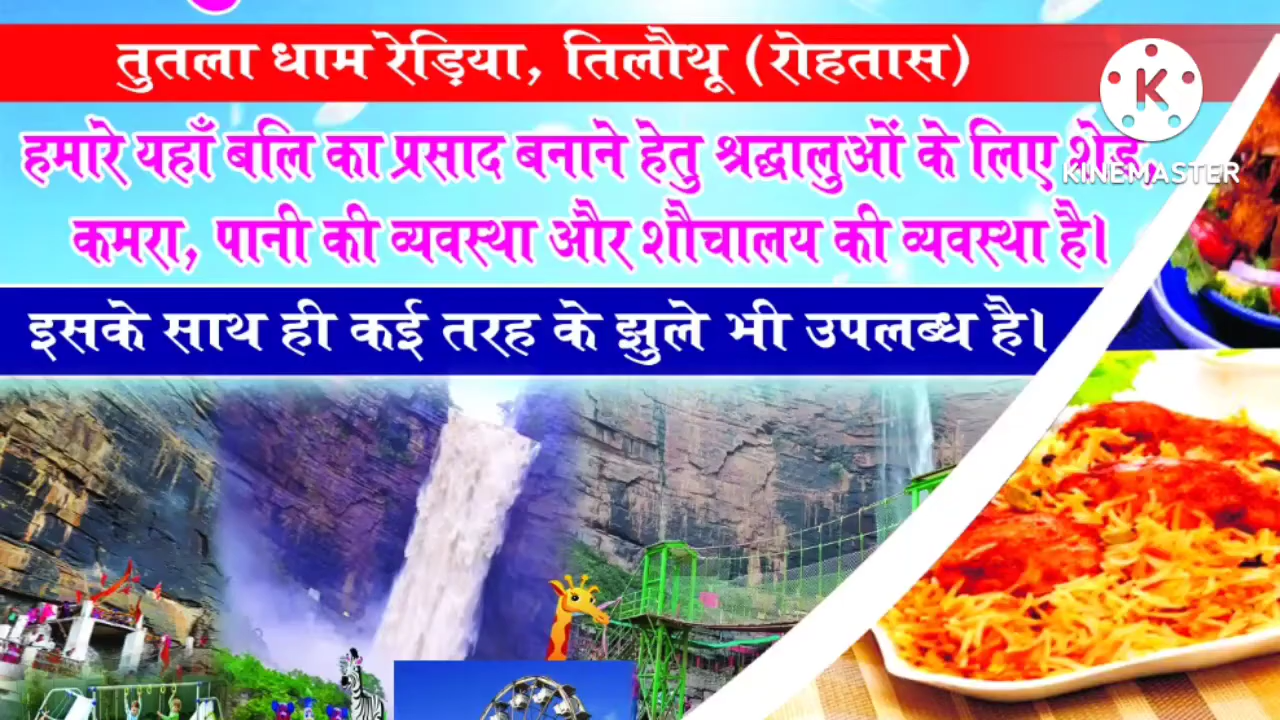 तुतला धाम रेड़िया, तिलौथू (रोहतास)
हमारे यहाँ बलि का प्रसाद बनाने हेतु श्रद्धालुओं के लिए शेड,
कमरा, पानी की व्यवस्था और शौचालय की व्यवस्था है।
इसके साथ ही कई तरह के झुले भी उपलब्ध है।
K
KINEMASTER